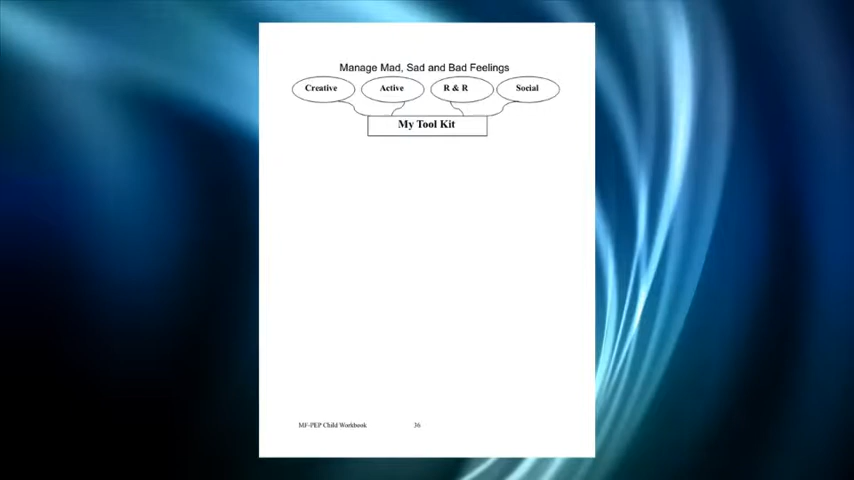 Manage Mad, Sad and Bad Feelings
Creative Active R & R Social
My Tool Kit
MF-PEP Child Workbook 36